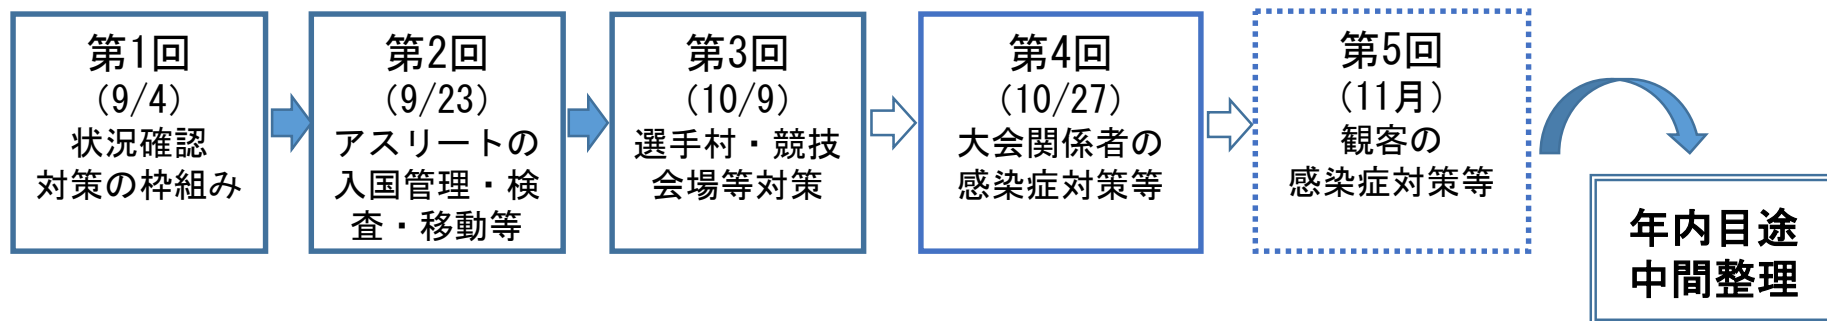 第1回
（9/4）
状況確認
対策の枠組み
第2回
（9/23）
アスリートの
入国管理・検
査・移動等
第3回
（10/9）
選手村・競技
会場等対策
第4回
（10/27）
大会関係者の
感染症対策等
第5回
（11月）
観客の
感染症対策等
年内目途
中間整理